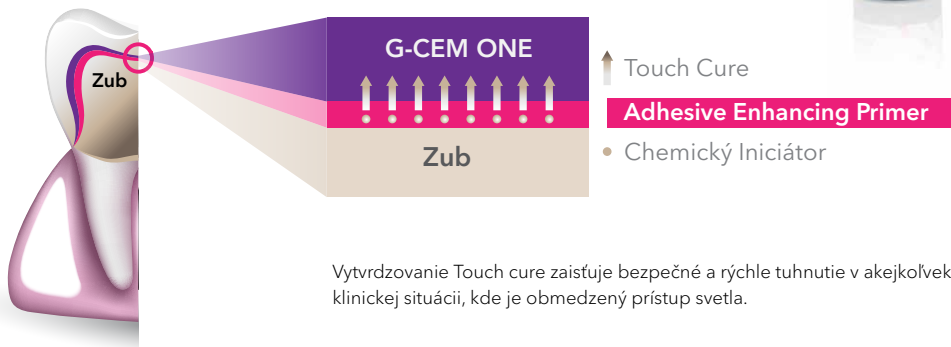 Zub
G-CEM ONE
Zub
Touch Cure
Adhesive Enhancing Primer
Chemický Iniciátor
Vytvrdzovanie Touch cure zaisťuje bezpečné a rýchle tuhnutie v akejkoľvek
klinickej situácii, kde je obmedzený prístup svetla.